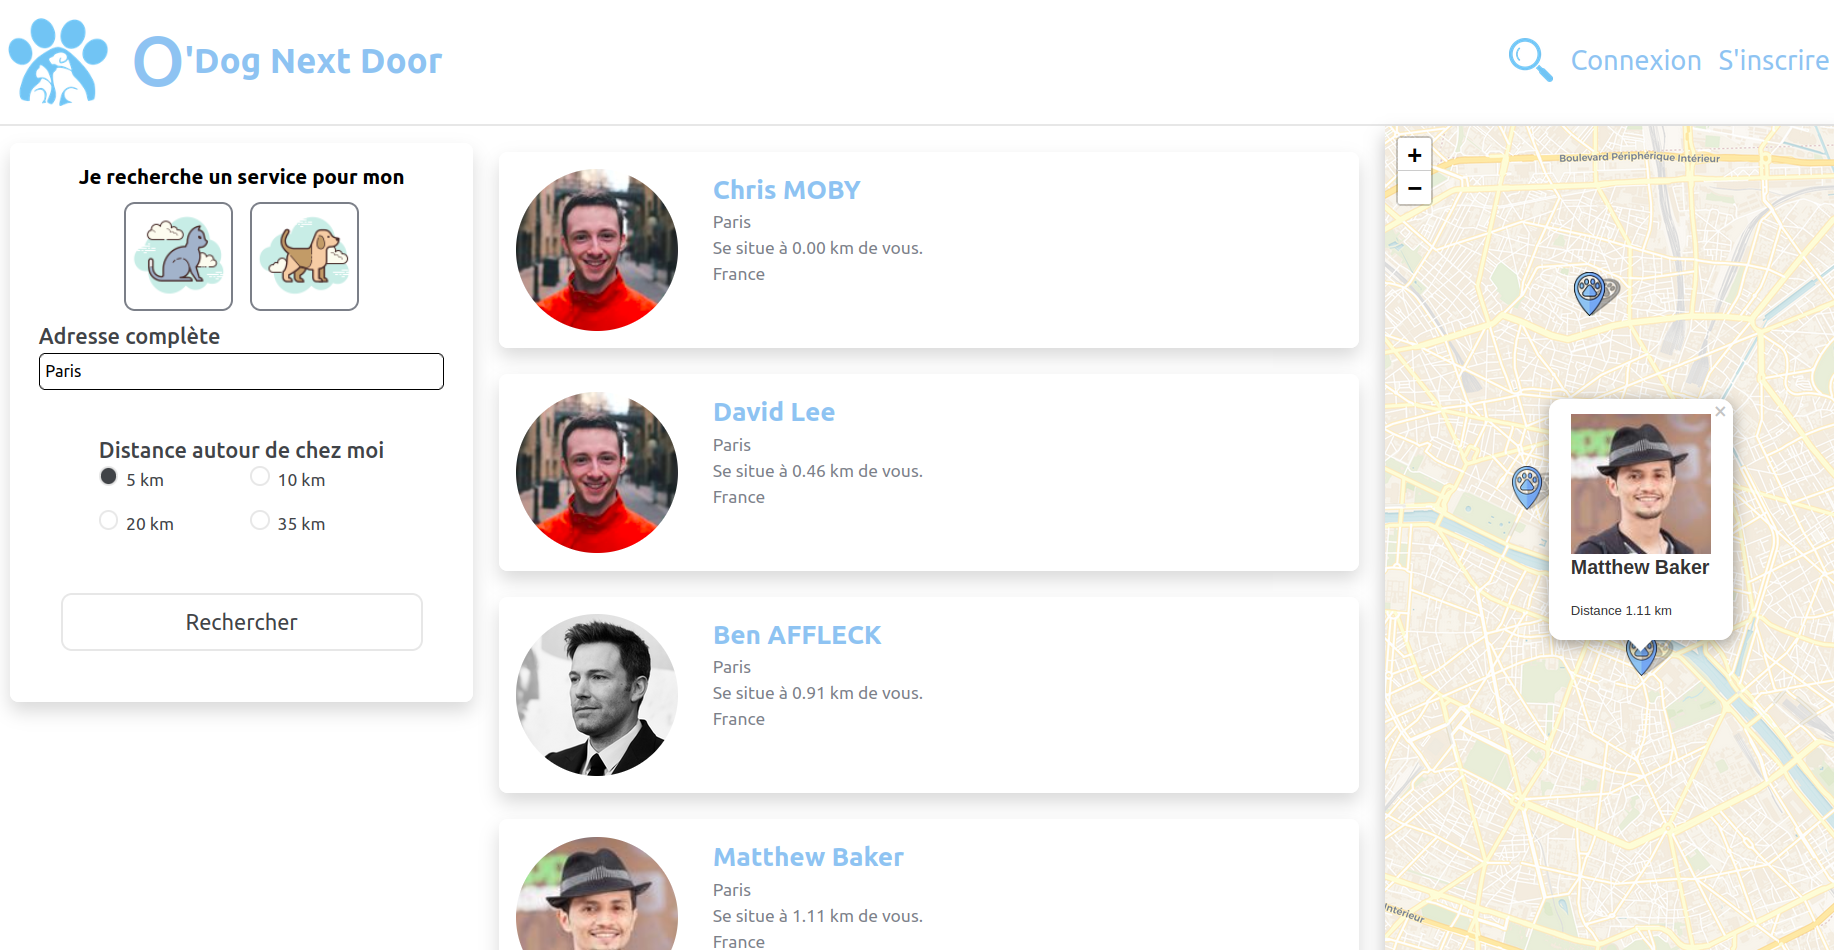 O'Dog Next Door
Connexion S'inscrire
Je recherche un service pour mon
Adresse complète
Paris
Distance autour de chez moi
5 km
10 km
20 km
35 km
Rechercher
Chris MOBY
Paris
Se situe à 0.00 km de vous.
France
David Lee
Paris
Se situe à 0.46 km de vous.
France
Ben AFFLECK
Paris
Se situe à 0.91 km de vous.
France
Matthew Baker
Paris
Se situe à 1.11 km de vous.
France
+
−
Boulevard Périphérique Intérieur
×
Matthew Baker
Distance 1.11 km
Intérieur